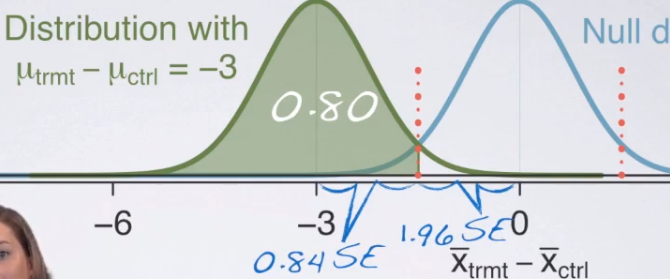 Distribution with
μtrmt − μctrl = −3
Null d
0.80
−6
−3
0
0.84 SE
1.96 SE
x̄trmt − x̄ctrl